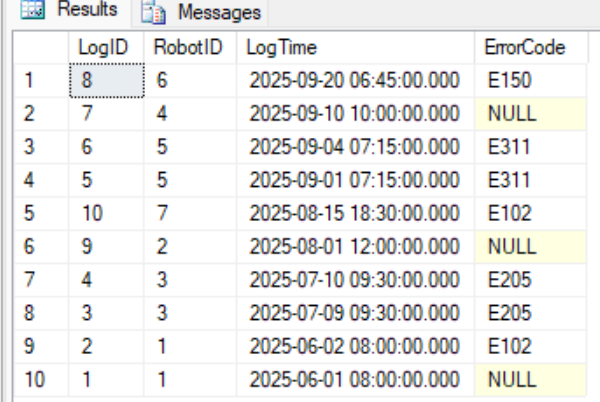 Results Messages
LogID RobotID LogTime ErrorCode
1 8 6 2025-09-20 06:45:00.000 E150
2 7 4 2025-09-10 10:00:00.000 NULL
3 6 5 2025-09-04 07:15:00.000 E311
4 5 5 2025-09-01 07:15:00.000 E311
5 10 7 2025-08-15 18:30:00.000 E102
6 9 2 2025-08-01 12:00:00.000 NULL
7 4 3 2025-07-10 09:30:00.000 E205
8 3 3 2025-07-09 09:30:00.000 E205
9 2 1 2025-06-02 08:00:00.000 E102
10 1 1 2025-06-01 08:00:00.000 NULL